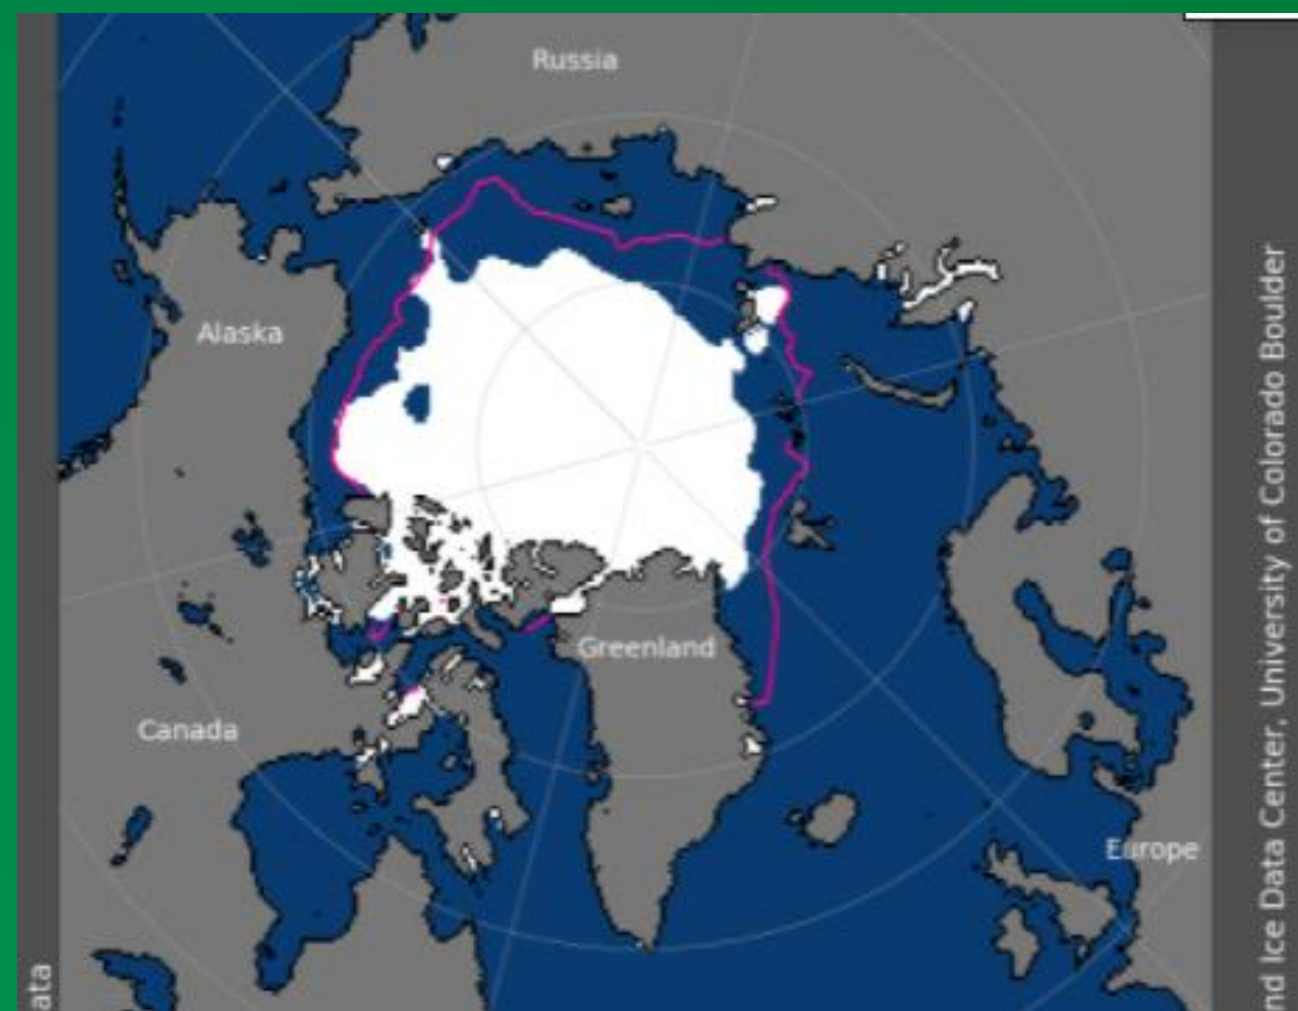 Russia
Alaska
Greenland
Canada
Europe
nd Ice Data Center, University of Colorado Boulder
ata